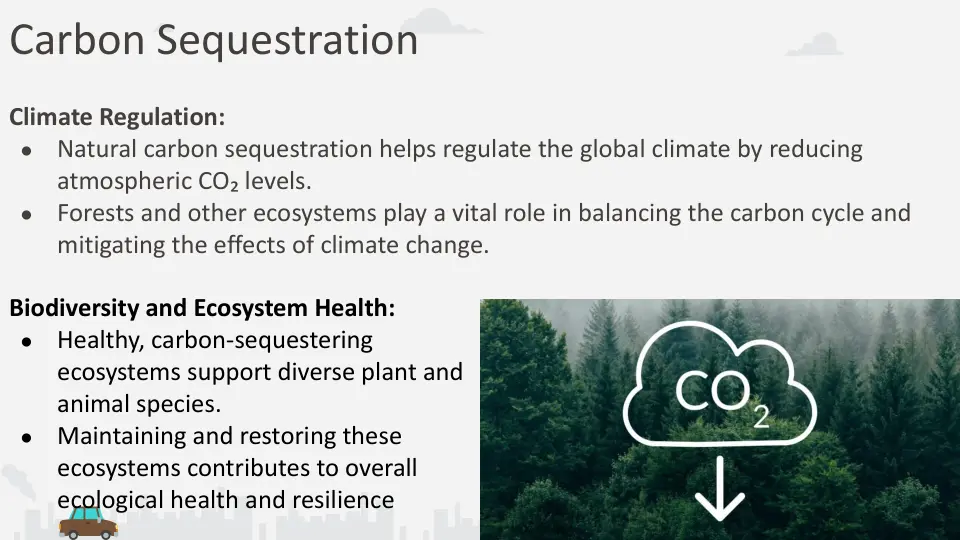 Carbon Sequestration
Climate Regulation:
● Natural carbon sequestration helps regulate the global climate by reducing
atmospheric CO₂ levels.
● Forests and other ecosystems play a vital role in balancing the carbon cycle and
mitigating the effects of climate change.
Biodiversity and Ecosystem Health:
● Healthy, carbon-sequestering
ecosystems support diverse plant and
animal species.
● Maintaining and restoring these
ecosystems contributes to overall
ecological health and resilience
CO₂